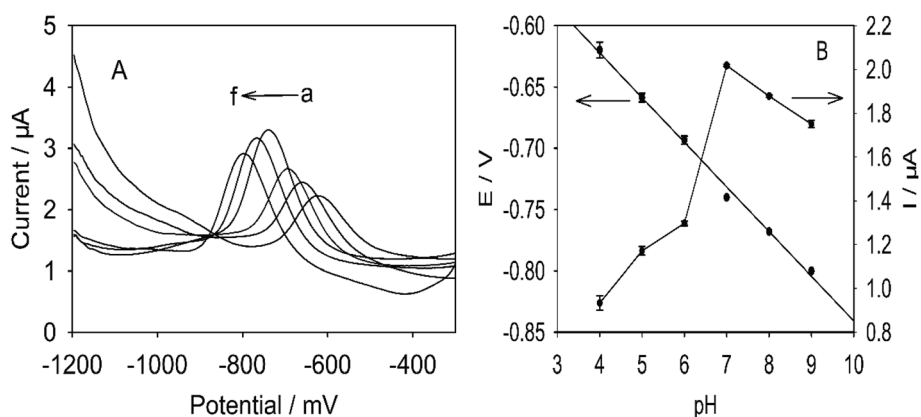 A
f a
5
4
3
2
1
0
Current / µA
-1200 -1000 -800 -600 -400
Potential / mV
B
-0.60
-0.65
-0.70
-0.75
-0.80
-0.85
E / V
2.2
2.0
1.8
1.6
1.4
1.2
1.0
0.8
I / µA
3 4 5 6 7 8 9 10
pH